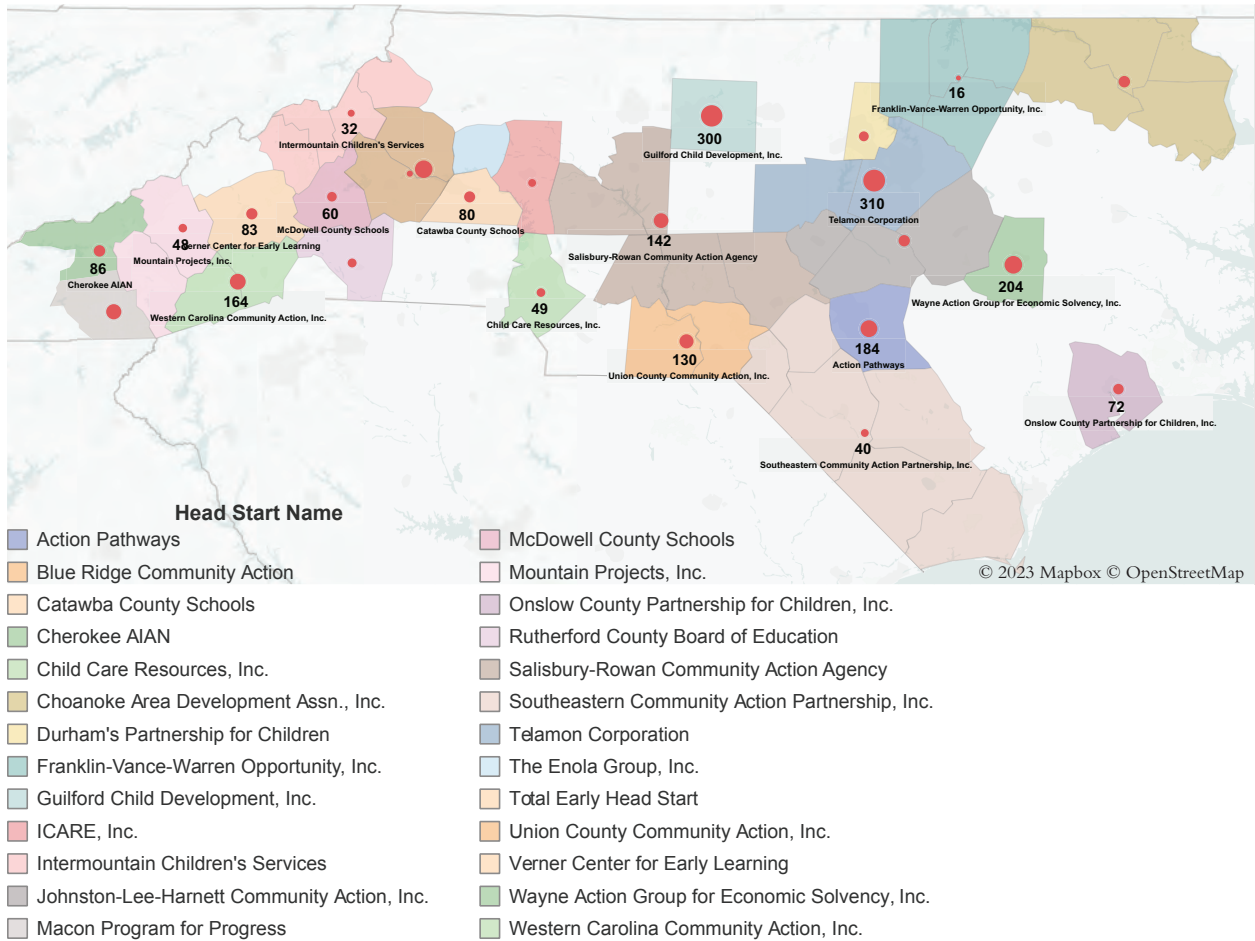 16
Franklin-Vance-Warren Opportunity, Inc.
32
Intermountain Children's Services
300
Guilford Child Development, Inc.
60
McDowell County Schools
80
Catawba County Schools
310
Telamon Corporation
83
Verner Center for Early Learning
48
Mountain Projects, Inc.
142
Salisbury-Rowan Community Action Agency
86
Cherokee AIAN
204
Wayne Action Group for Economic Solvency, Inc.
164
Western Carolina Community Action, Inc.
49
Child Care Resources, Inc.
184
Action Pathways
130
Union County Community Action, Inc.
72
Onslow County Partnership for Children, Inc.
40
Southeastern Community Action Partnership, Inc.
© 2023 Mapbox © OpenStreetMap
Head Start Name
Action Pathways
Blue Ridge Community Action
Catawba County Schools
Cherokee AIAN
Child Care Resources, Inc.
Choanoke Area Development Assn., Inc.
Durham's Partnership for Children
Franklin-Vance-Warren Opportunity, Inc.
Guilford Child Development, Inc.
ICARE, Inc.
Intermountain Children's Services
Johnston-Lee-Harnett Community Action, Inc.
Macon Program for Progress
McDowell County Schools
Mountain Projects, Inc.
Onslow County Partnership for Children, Inc.
Rutherford County Board of Education
Salisbury-Rowan Community Action Agency
Southeastern Community Action Partnership, Inc.
Telamon Corporation
The Enola Group, Inc.
Total Early Head Start
Union County Community Action, Inc.
Verner Center for Early Learning
Wayne Action Group for Economic Solvency, Inc.
Western Carolina Community Action, Inc.